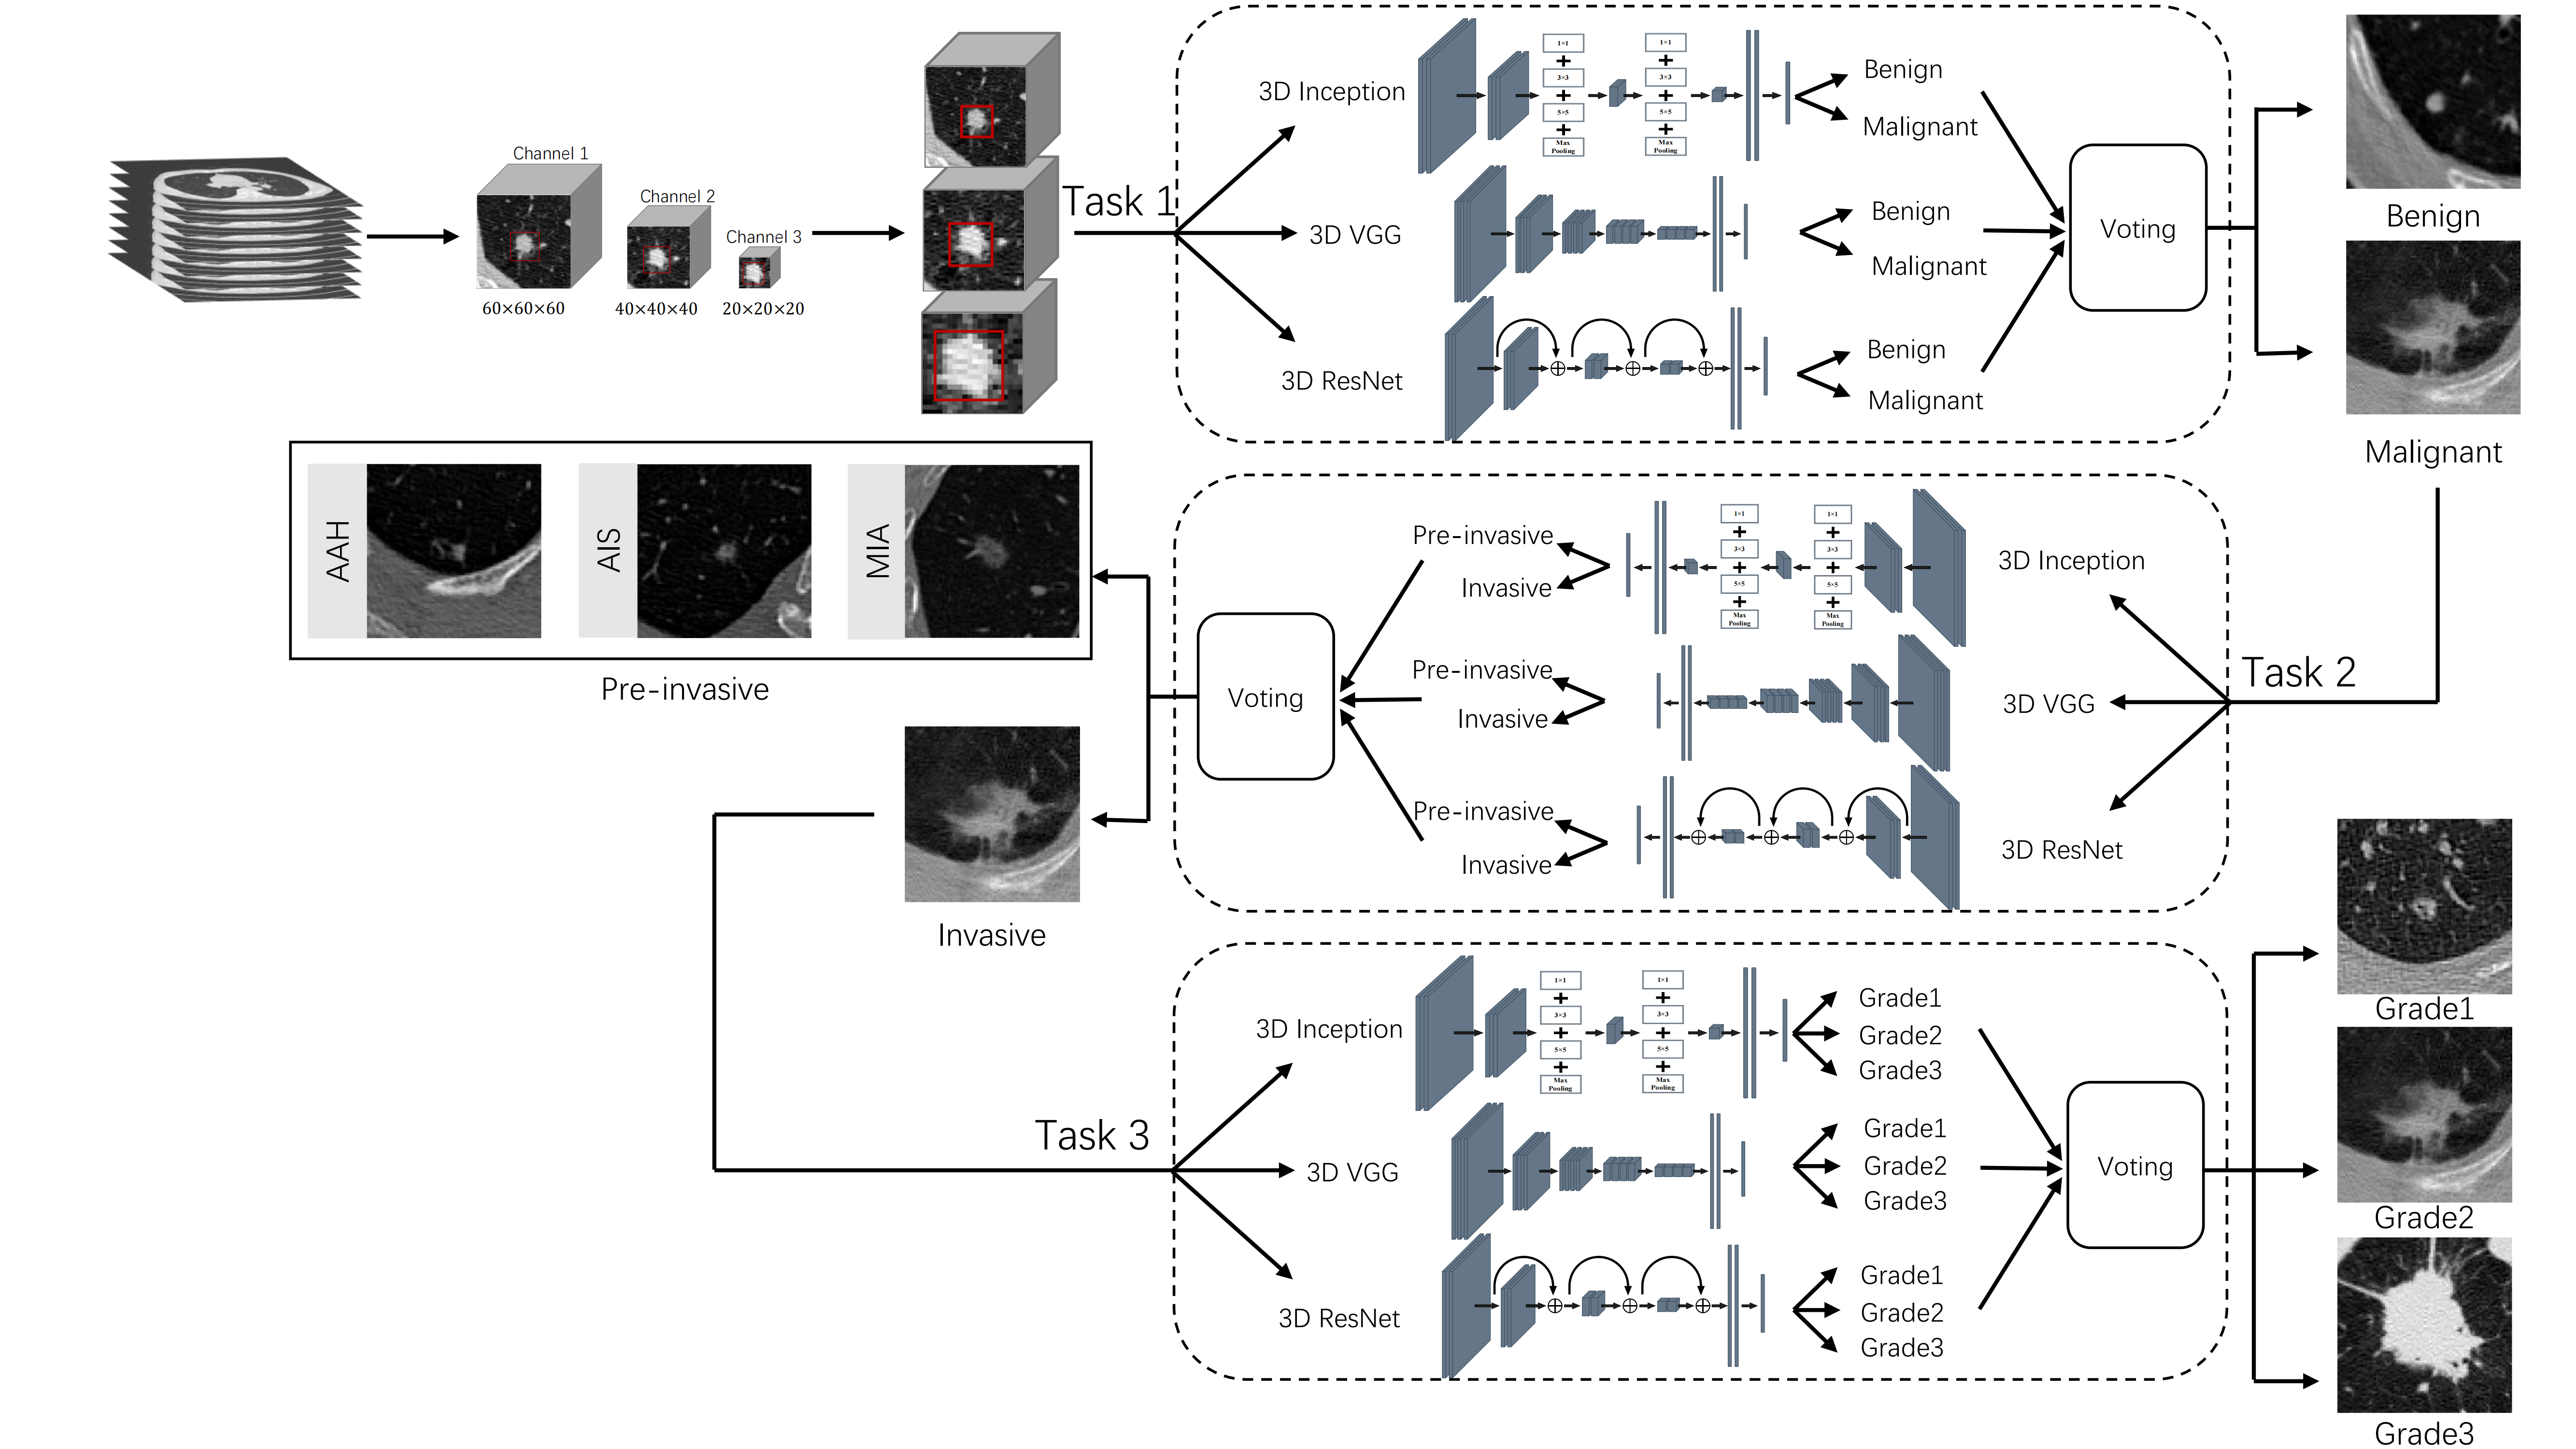 Channel 1
Channel 2
Channel 3
60×60×60
40×40×40
20×20×20
Task 1
3D Inception
1×1
+
3×3
+
5×5
+
Max
Pooling
1×1
+
3×3
+
5×5
+
Max
Pooling
Benign
Malignant
3D VGG
Benign
Malignant
3D ResNet
Benign
Malignant
Voting
Benign
Malignant
Task 2
3D Inception
1×1
+
3×3
+
5×5
+
Max
Pooling
1×1
+
3×3
+
5×5
+
Max
Pooling
Pre-invasive
Invasive
3D VGG
Pre-invasive
Invasive
3D ResNet
Pre-invasive
Invasive
Voting
AAH
AIS
MIA
Pre-invasive
Invasive
Task 3
3D Inception
1×1
+
3×3
+
5×5
+
Max
Pooling
1×1
+
3×3
+
5×5
+
Max
Pooling
Grade1
Grade2
Grade3
3D VGG
Grade1
Grade2
Grade3
3D ResNet
Grade1
Grade2
Grade3
Voting
Grade1
Grade2
Grade3